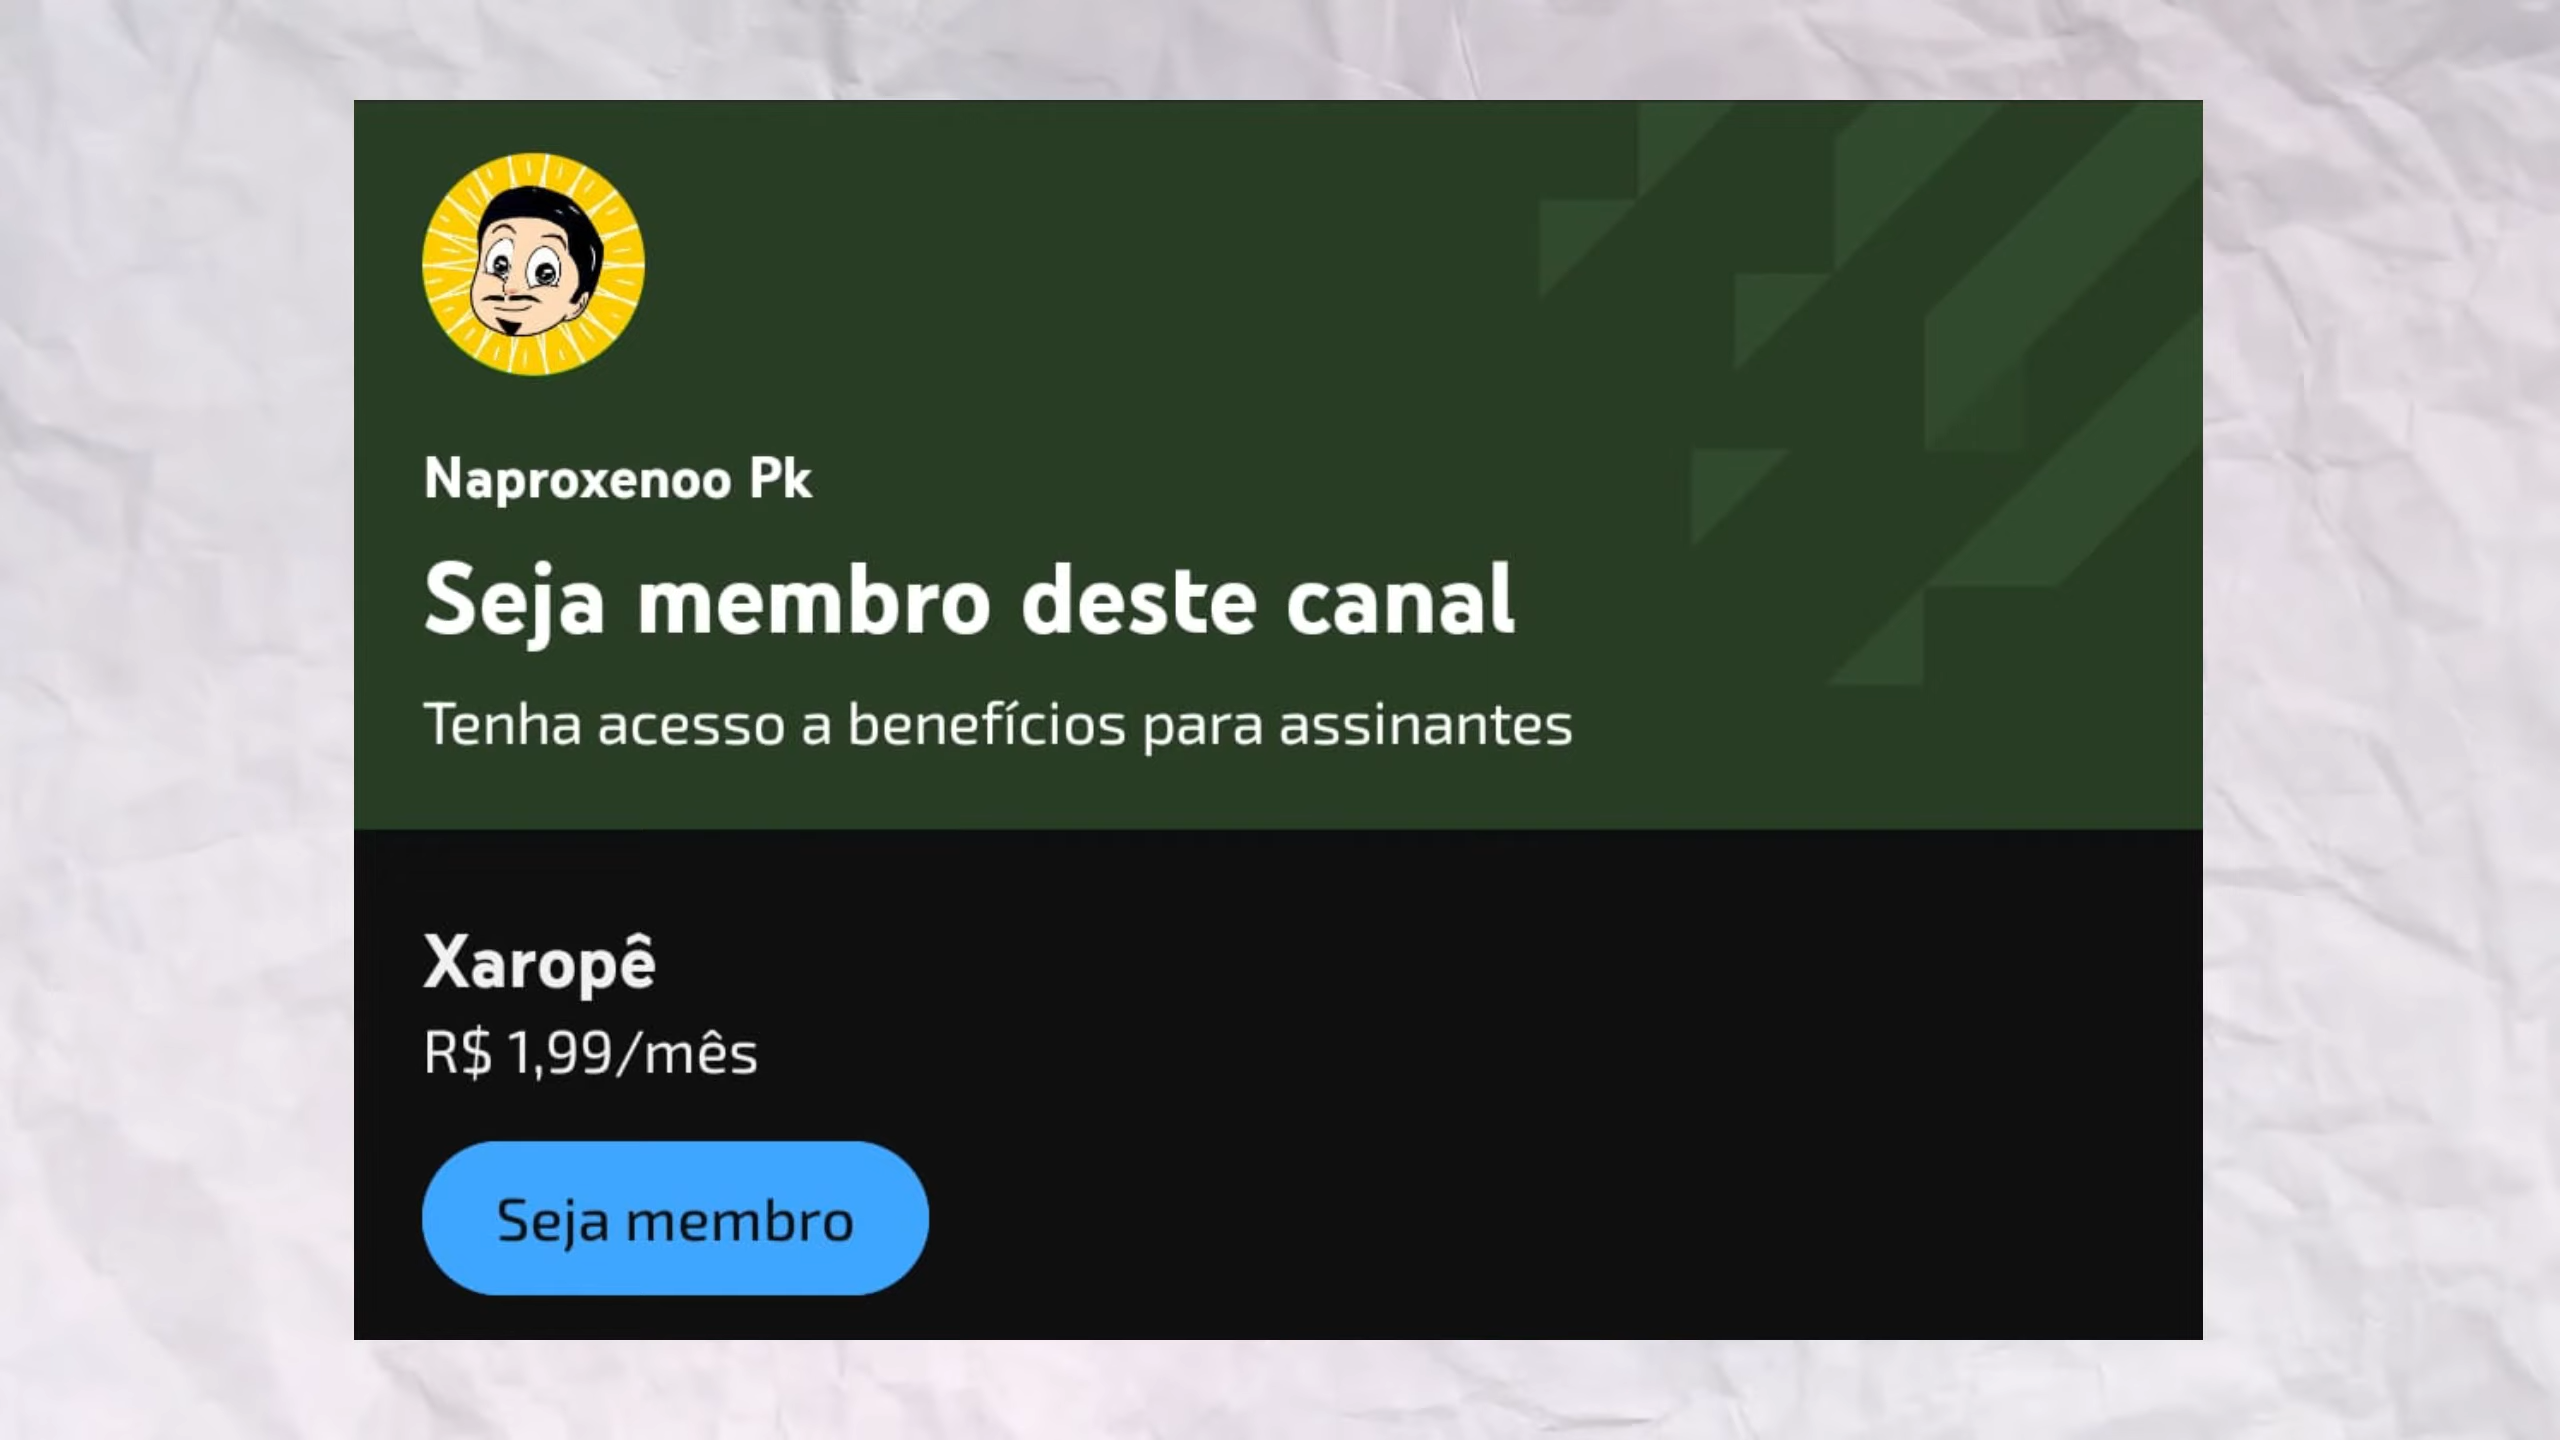 Naproxenoo Pk
Seja membro deste canal
Tenha acesso a benefícios para assinantes
Xaropê
R$ 1,99/mês
Seja membro